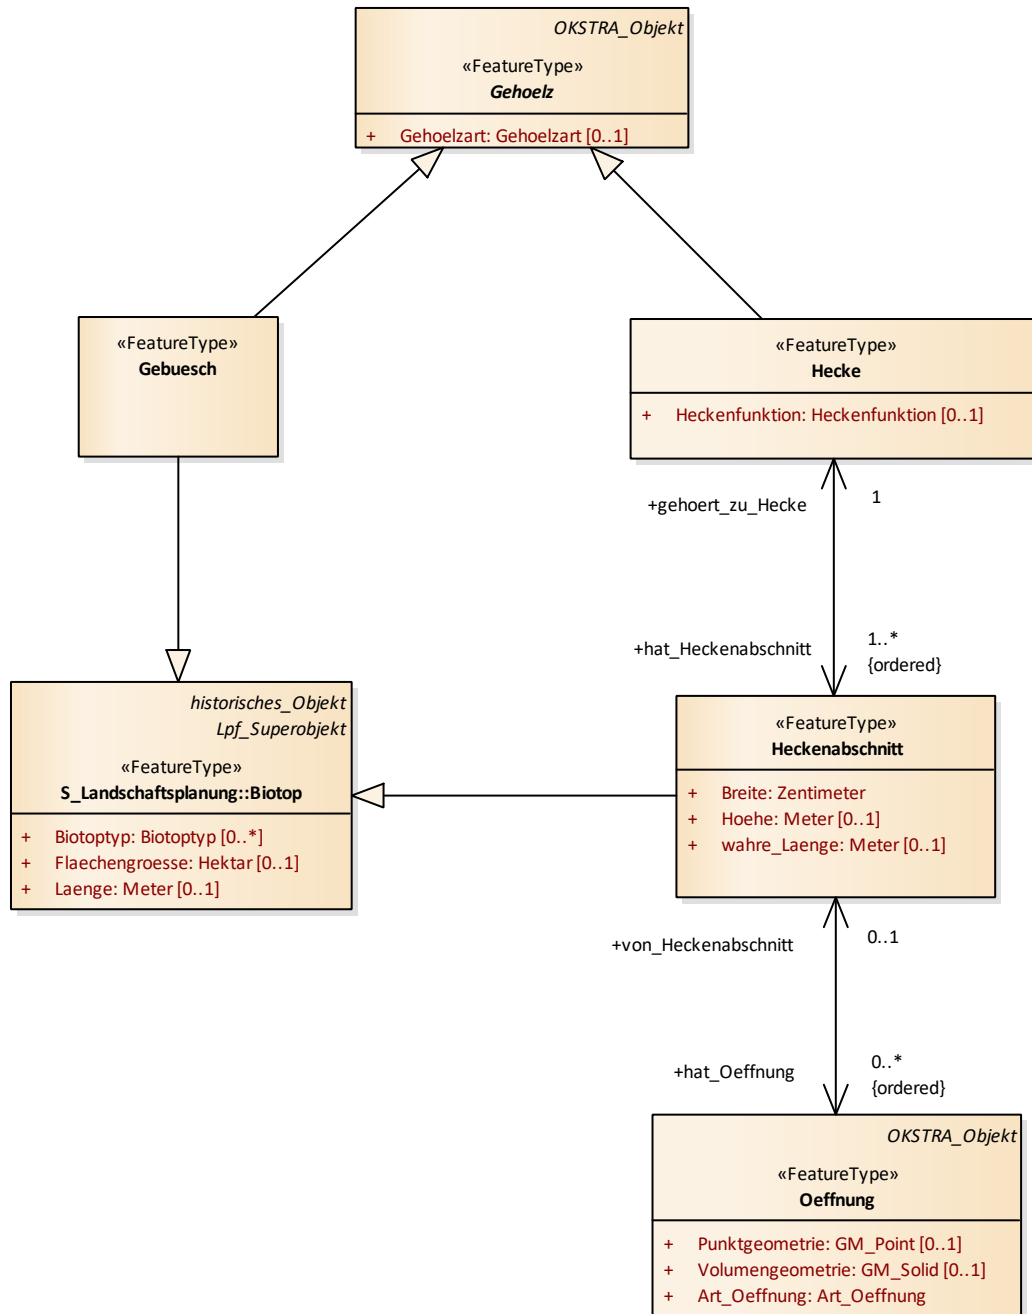 OKSTRA_Objekt
«FeatureType»
Gehoelz
+ Gehoelzart: Gehoelzart [0..1]
«FeatureType»
Gebuesch
«FeatureType»
Hecke
+ Heckenfunktion: Heckenfunktion [0..1]
+gehoert_zu_Hecke 1
+hat_Heckenabschnitt 1..*
{ordered}
historisches_Objekt
Lpf_Superobjekt
«FeatureType»
S_Landschaftsplanung::Biotop
+ Biotoptyp: Biotoptyp [0..*]
+ Flaechengroesse: Hektar [0..1]
+ Laenge: Meter [0..1]
«FeatureType»
Heckenabschnitt
+ Breite: Zentimeter
+ Hoehe: Meter [0..1]
+ wahre_Laenge: Meter [0..1]
+von_Heckenabschnitt 0..1
+hat_Oeffnung 0..*
{ordered}
OKSTRA_Objekt
«FeatureType»
Oeffnung
+ Punktgeometrie: GM_Point [0..1]
+ Volumengeometrie: GM_Solid [0..1]
+ Art_Oeffnung: Art_Oeffnung